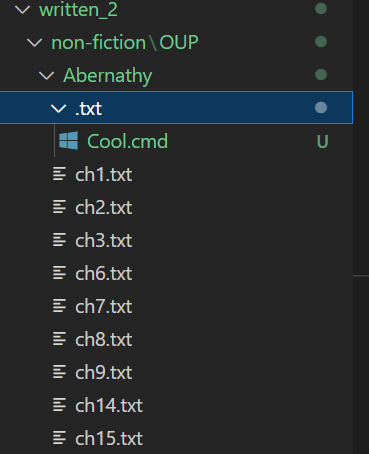 written_2
non-fiction\OUP
Abernathy
.txt
Cool.cmd U
ch1.txt
ch2.txt
ch3.txt
ch6.txt
ch7.txt
ch8.txt
ch9.txt
ch14.txt
ch15.txt